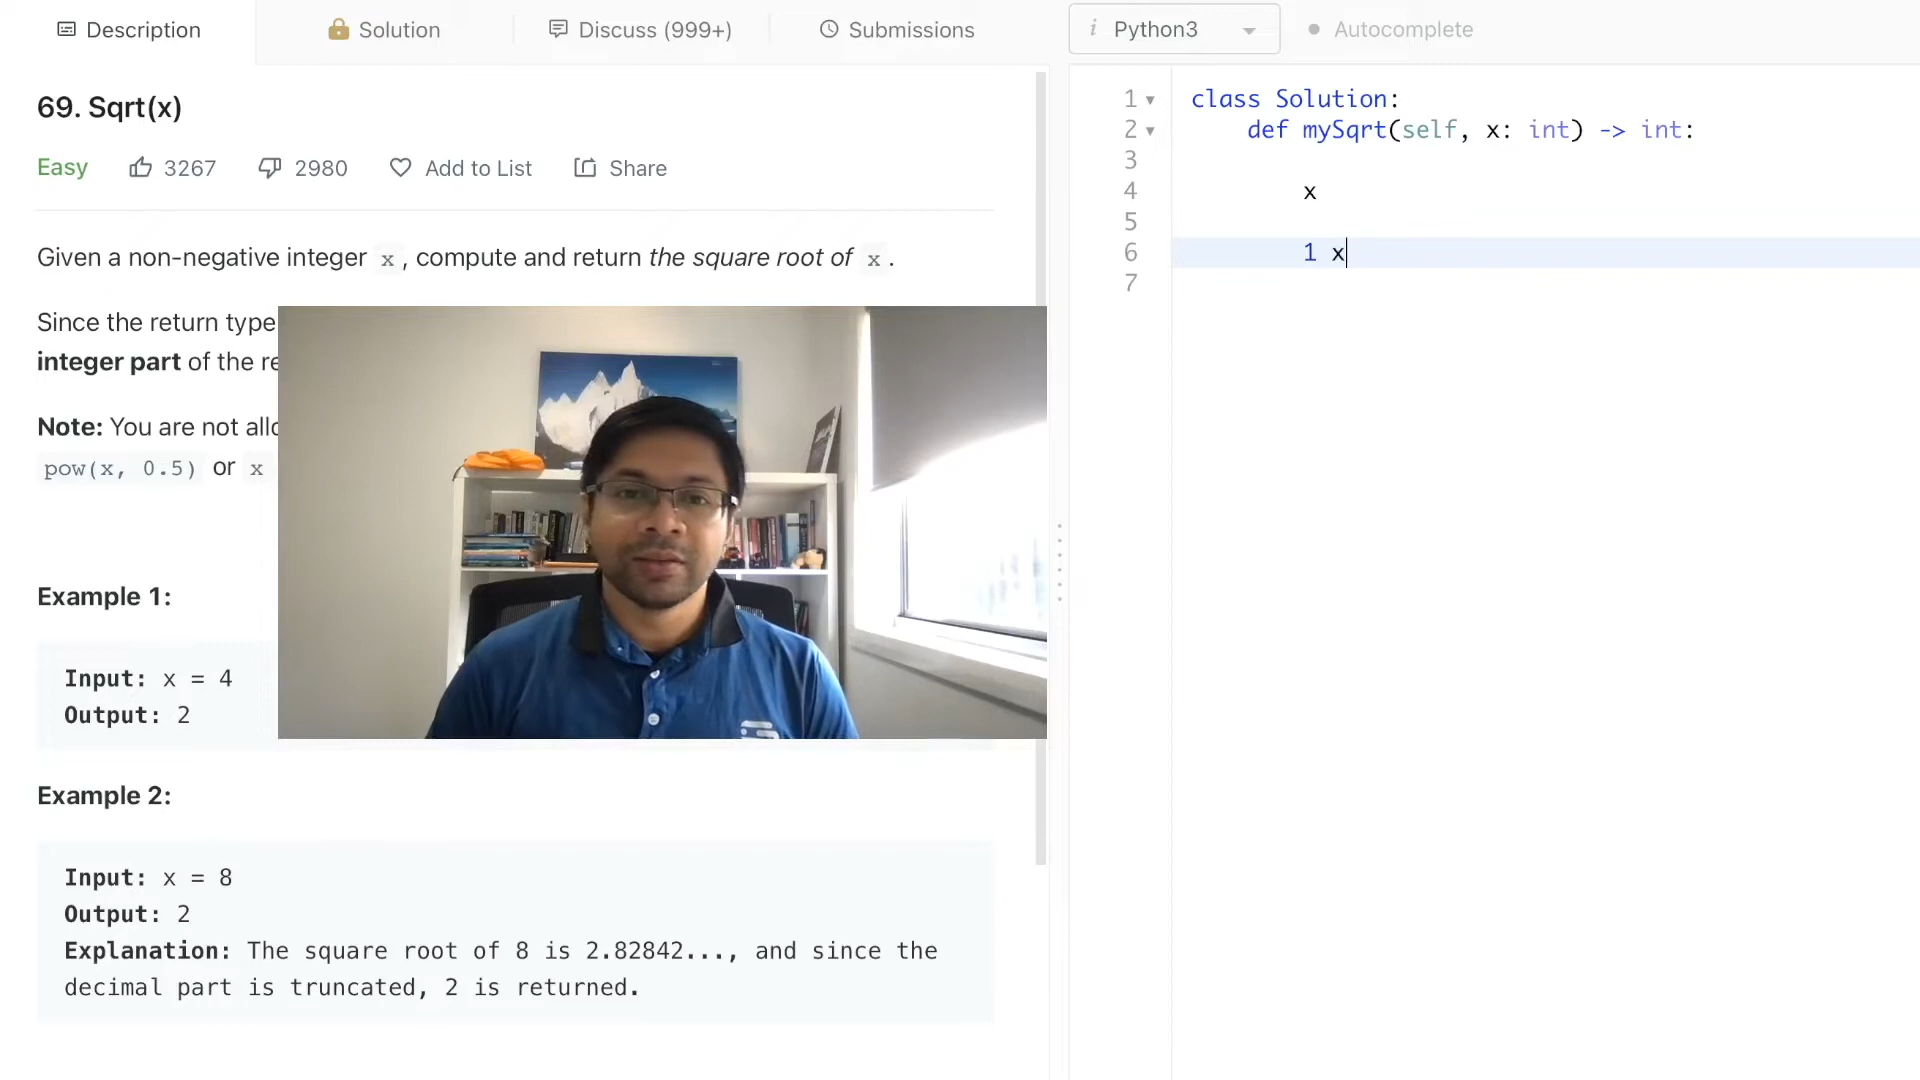 Description
Solution
Discuss (999+)
Submissions
i Python3
Autocomplete
69. Sqrt(x)
Easy 3267 2980 Add to List Share
Given a non-negative integer x, compute and return the square root of x.
Since the return type
integer part of the re
Note: You are not allo
pow(x, 0.5) or x
Example 1:
Input: x = 4
Output: 2
Example 2:
Input: x = 8
Output: 2
Explanation: The square root of 8 is 2.82842..., and since the
decimal part is truncated, 2 is returned.
1 class Solution:
2 def mySqrt(self, x: int) -> int:
3
4 x
5
6 1 x
7